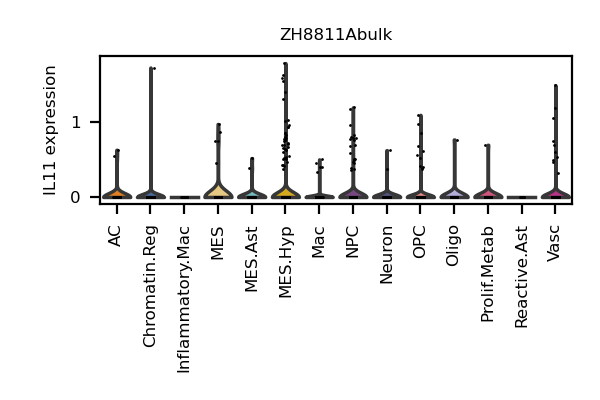 ZH8811Abulk
IL11 expression
1
0
AC
Chromatin.Reg
Inflammatory.Mac
MES
MES.Ast
MES.Hyp
Mac
NPC
Neuron
OPC
Oligo
Prolif.Metab
Reactive.Ast
Vasc